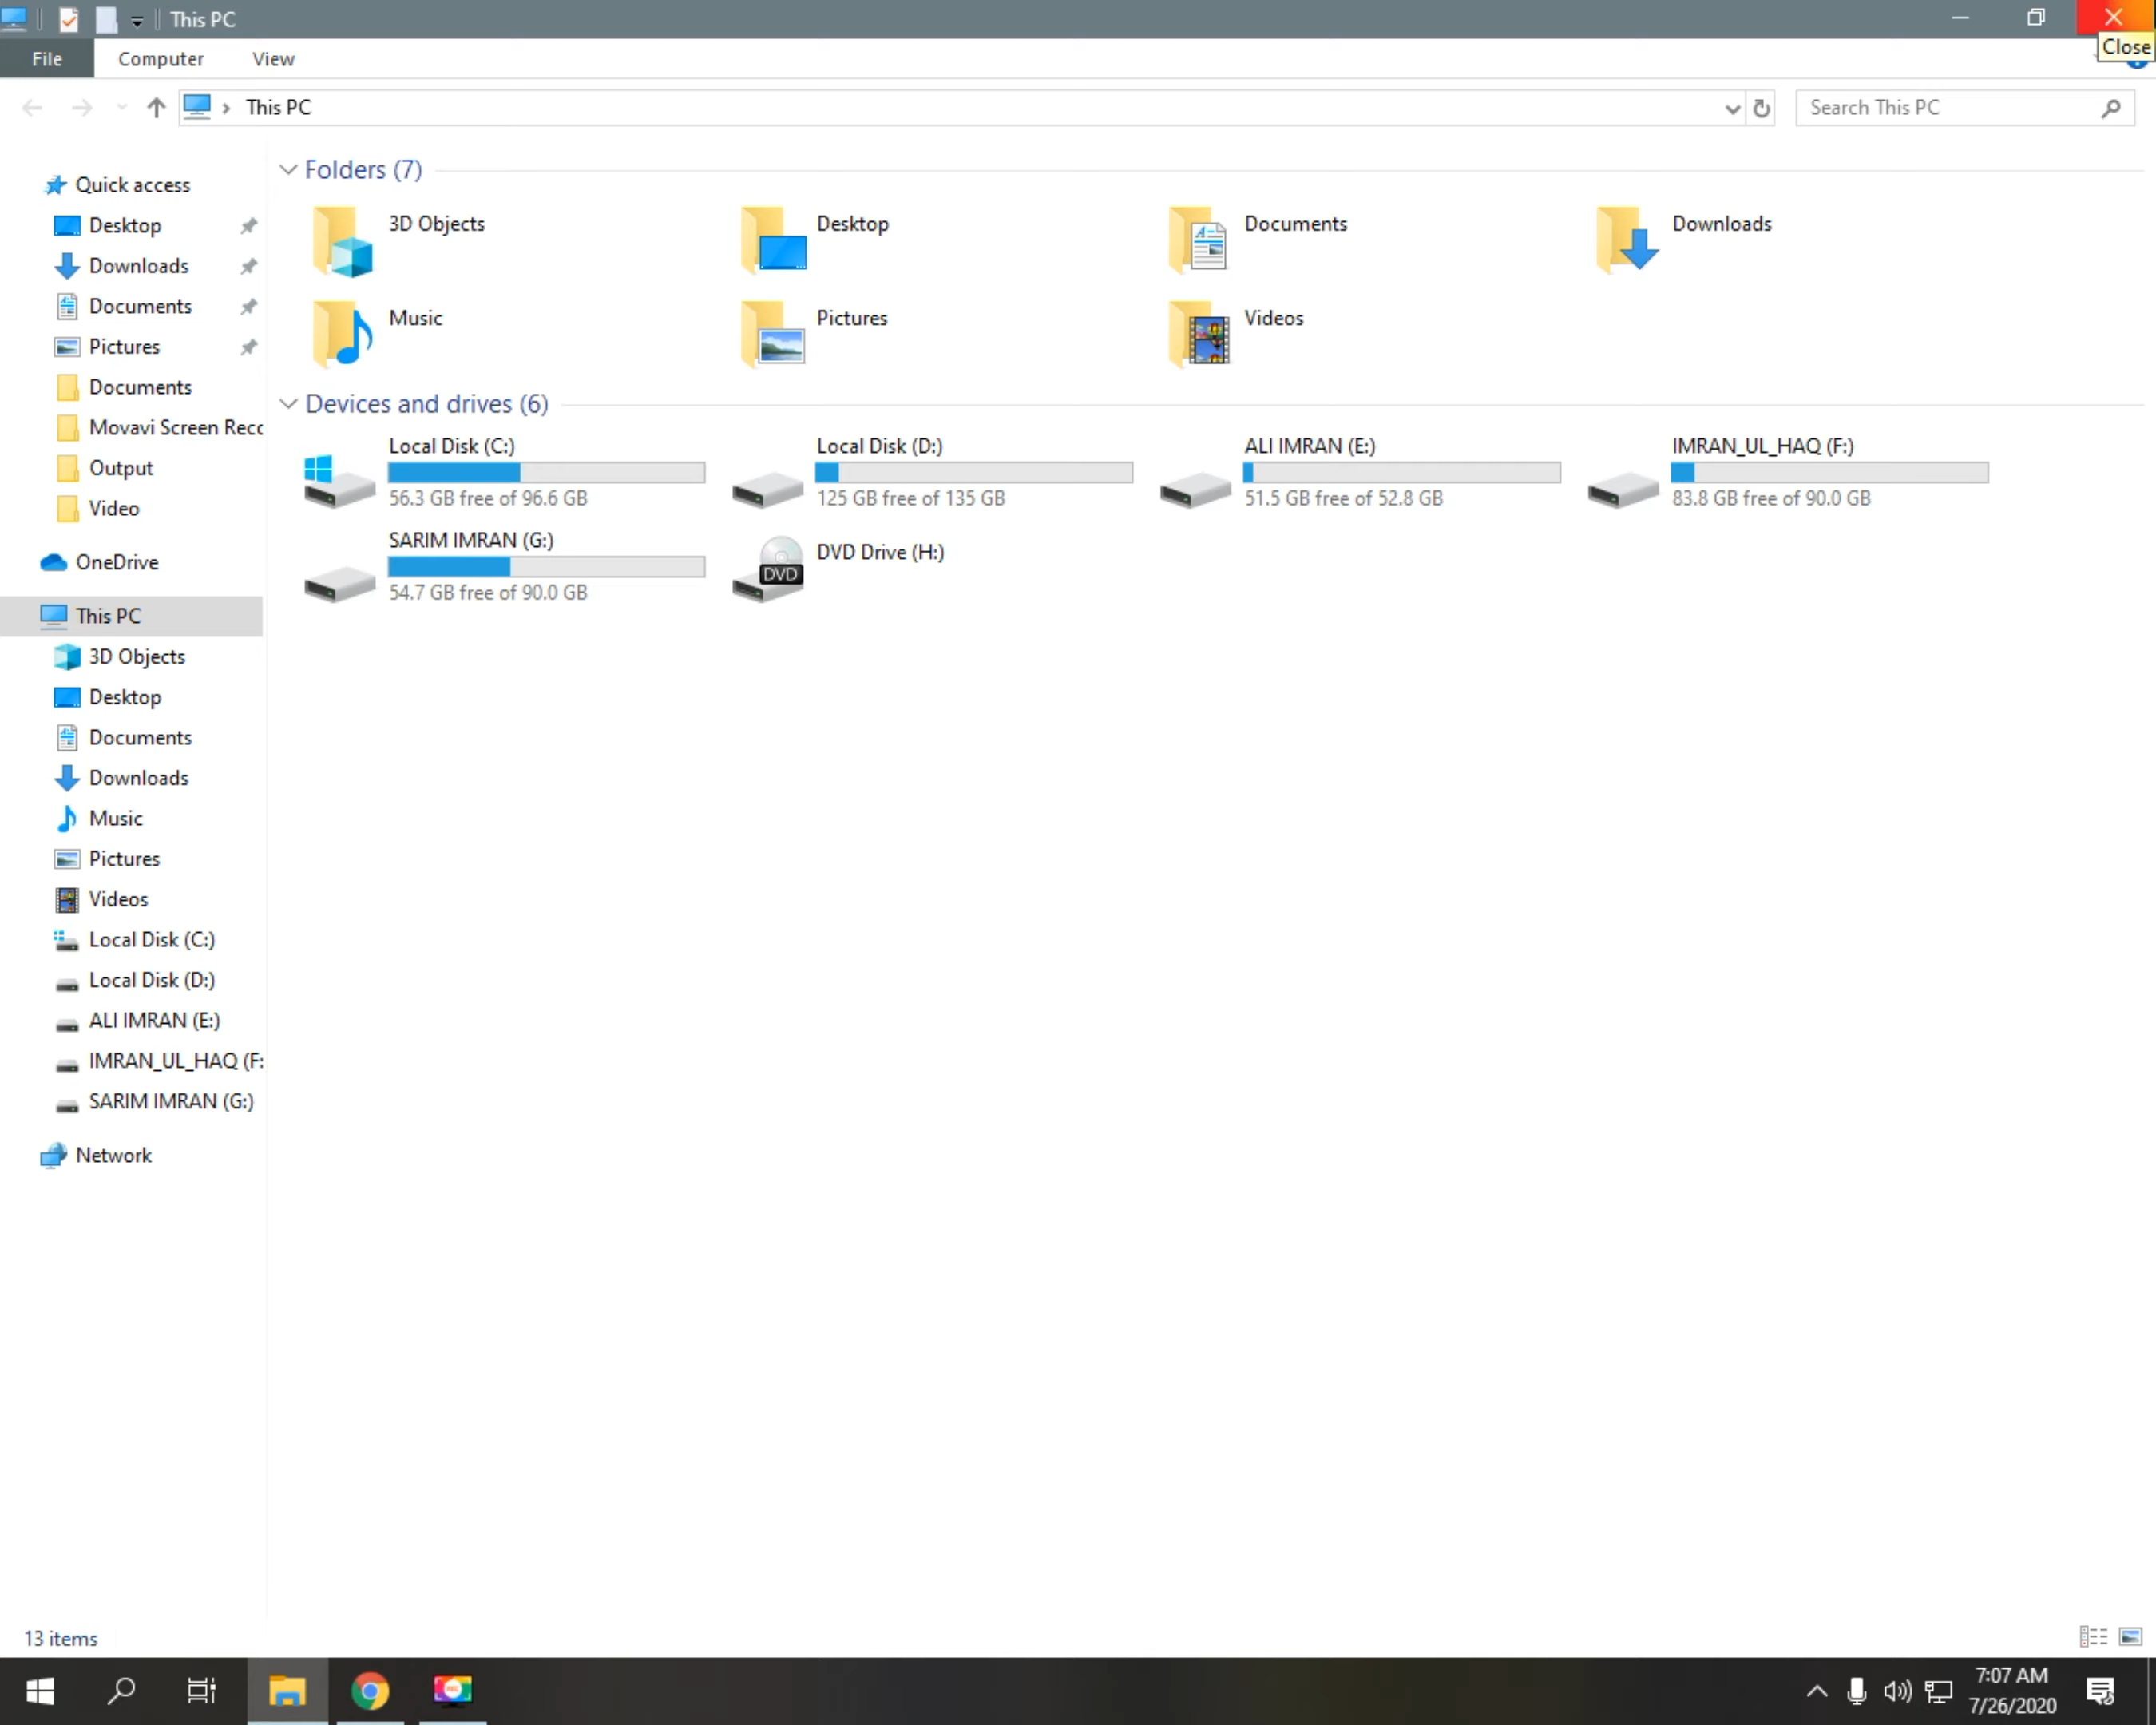 This PC
Close
File Computer View
This PC
Search This PC
Quick access
Desktop
Downloads
Documents
Pictures
Documents
Movavi Screen Reco
Output
Video
OneDrive
This PC
3D Objects
Desktop
Documents
Downloads
Music
Pictures
Videos
Local Disk (C:)
Local Disk (D:)
ALI IMRAN (E:)
IMRAN_UL_HAQ (F:
SARIM IMRAN (G:)
Network
Folders (7)
3D Objects
Desktop
Documents
Downloads
Music
Pictures
Videos
Devices and drives (6)
Local Disk (C:)
56.3 GB free of 96.6 GB
Local Disk (D:)
125 GB free of 135 GB
ALI IMRAN (E:)
51.5 GB free of 52.8 GB
IMRAN_UL_HAQ (F:)
83.8 GB free of 90.0 GB
SARIM IMRAN (G:)
54.7 GB free of 90.0 GB
DVD Drive (H:)
DVD
13 items
7:07 AM
7/26/2020